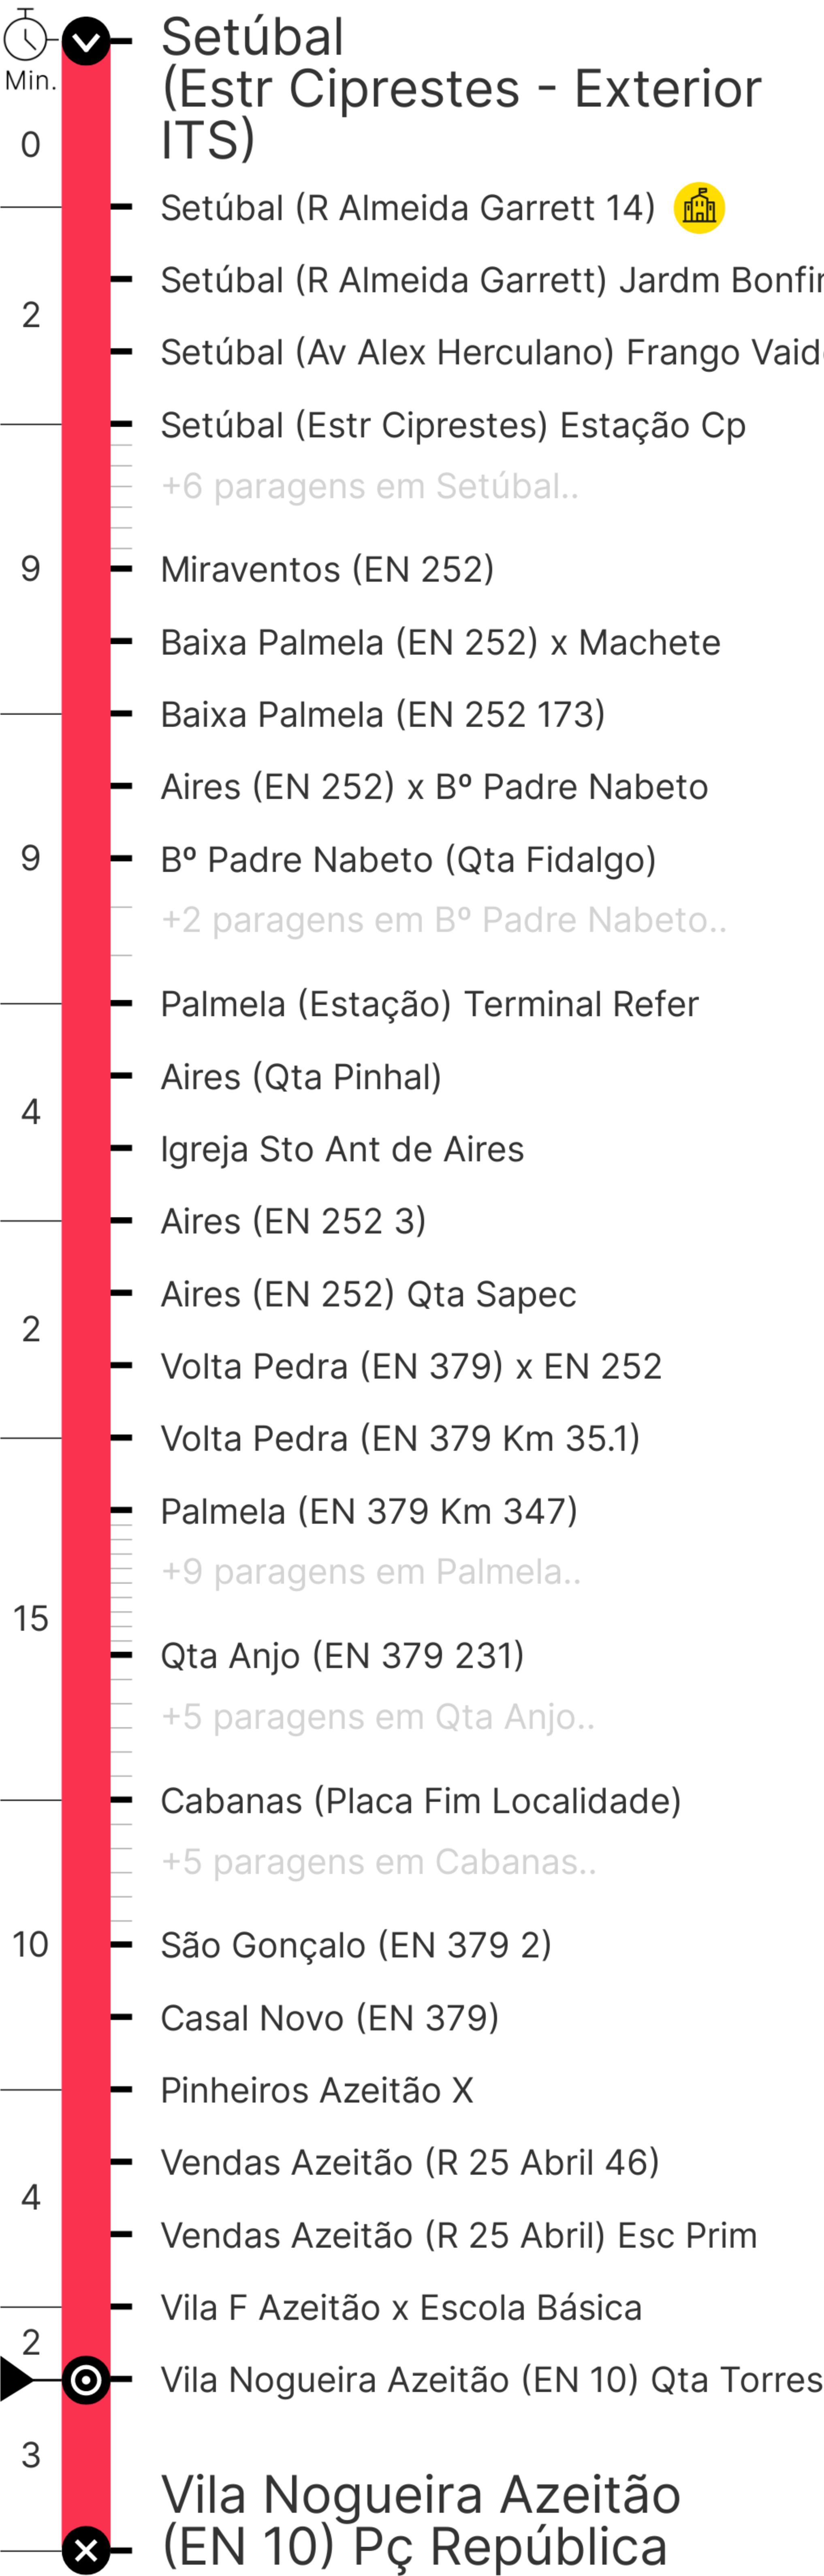 Setúbal
(Estr Ciprestes - Exterior
ITS)
Min.
0
Setúbal (R Almeida Garrett 14)
Setúbal (R Almeida Garrett) Jardm
2
Setúbal (Av Alex Herculano) Frango
Setúbal (Estr Ciprestes) Estação Cp
+6 paragens em Setúbal..
9
Miraventos (EN 252)
Baixa Palmela (EN 252) x Machete
Baixa Palmela (EN 252 173)
Aires (EN 252) x Bº Padre Nabeto
9
Bº Padre Nabeto (Qta Fidalgo)
+2 paragens em Bº Padre Nabeto..
Palmela (Estação) Terminal Refer
Aires (Qta Pinhal)
4
Igreja Sto Ant de Aires
Aires (EN 252 3)
Aires (EN 252) Qta Sapec
2
Volta Pedra (EN 379) x EN 252
Volta Pedra (EN 379 Km 35.1)
Palmela (EN 379 Km 347)
+9 paragens em Palmela..
15
Qta Anjo (EN 379 231)
+5 paragens em Qta Anjo..
Cabanas (Placa Fim Localidade)
+5 paragens em Cabanas..
10
São Gonçalo (EN 379 2)
Casal Novo (EN 379)
Pinheiros Azeitão X
Vendas Azeitão (R 25 Abril 46)
4
Vendas Azeitão (R 25 Abril) Esc Prim
Vila F Azeitão x Escola Básica
2
Vila Nogueira Azeitão (EN 10) Qta Torres
3
Vila Nogueira Azeitão
(EN 10) Pç República